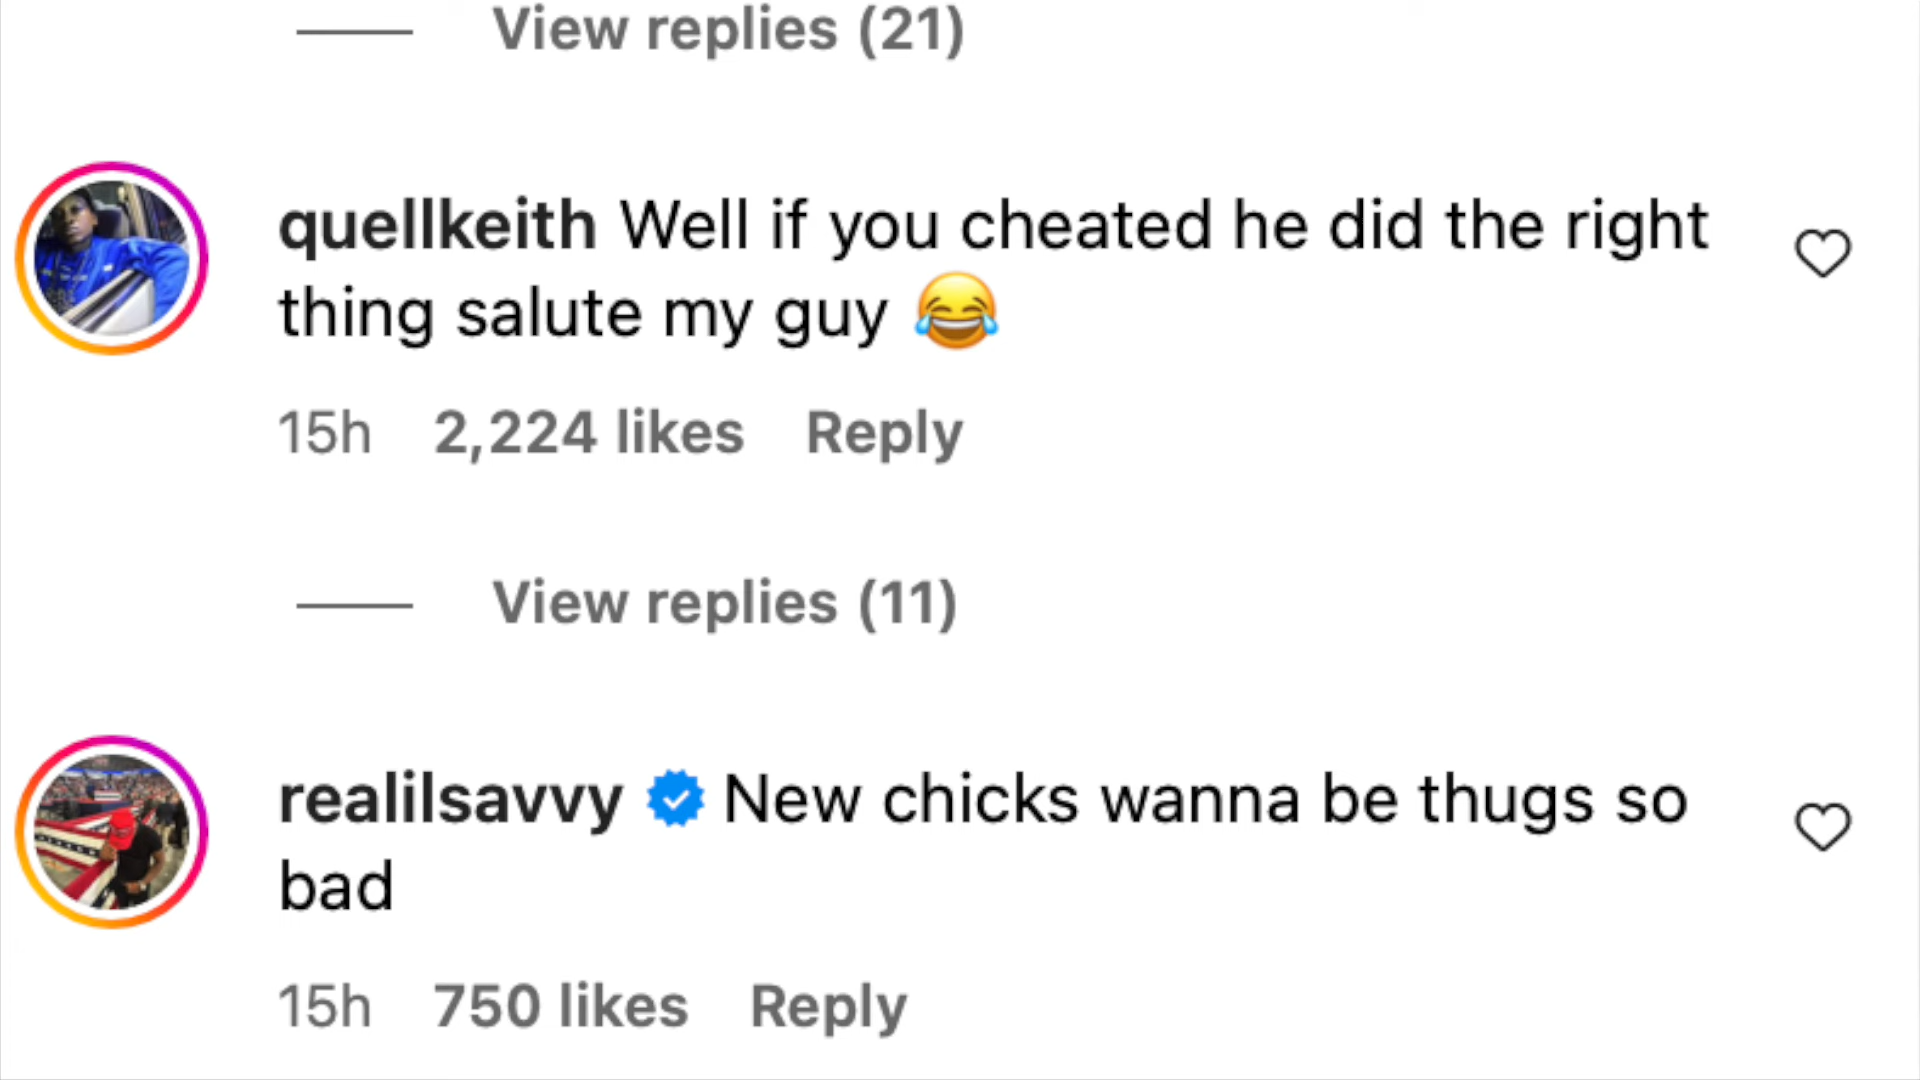 View replies (21)
quellkeith Well if you cheated he did the right
thing salute my guy 😂
15h 2,224 likes Reply
View replies (11)
realilsavvy New chicks wanna be thugs so
bad
15h 750 likes Reply